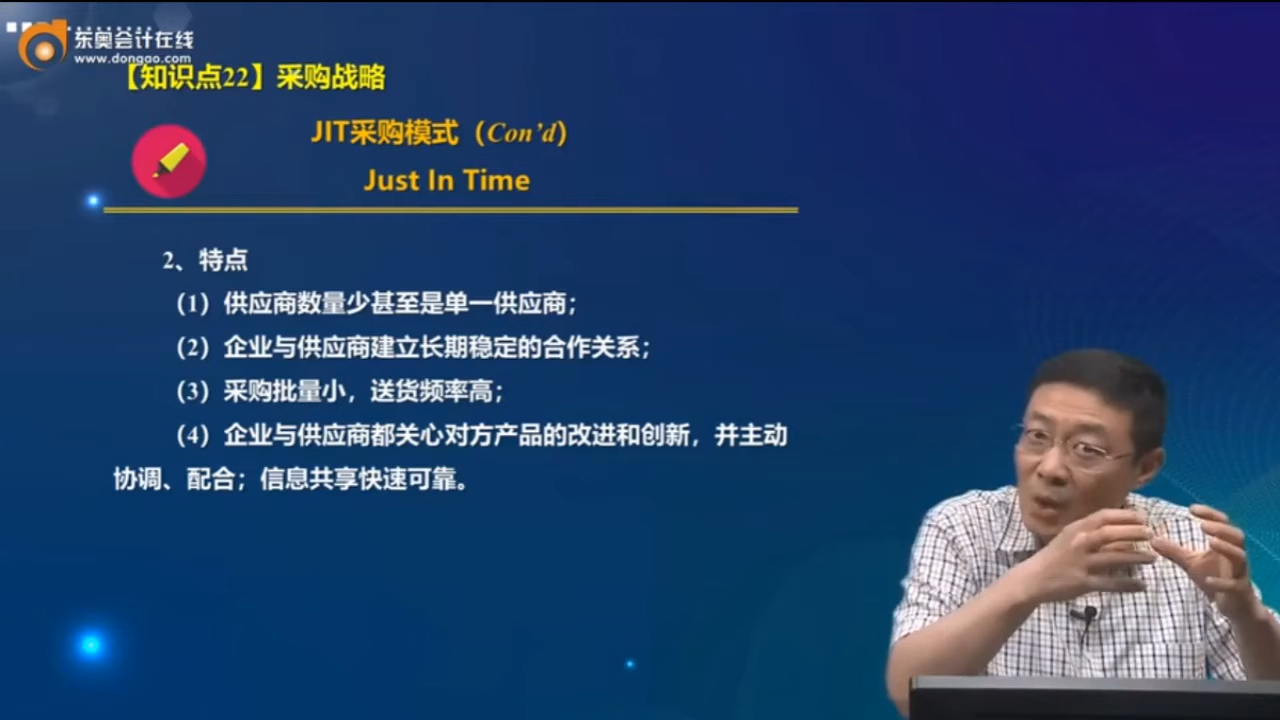 东奥会计在线
www.dongao.com
【知识点22】采购战略
JIT采购模式（Con’d）
Just In Time
2、特点
（1）供应商数量少甚至是单一供应商；
（2）企业与供应商建立长期稳定的合作关系；
（3）采购批量小，送货频率高；
（4）企业与供应商都关心对方产品的改进和创新，并主动
协调、配合；信息共享快速可靠。